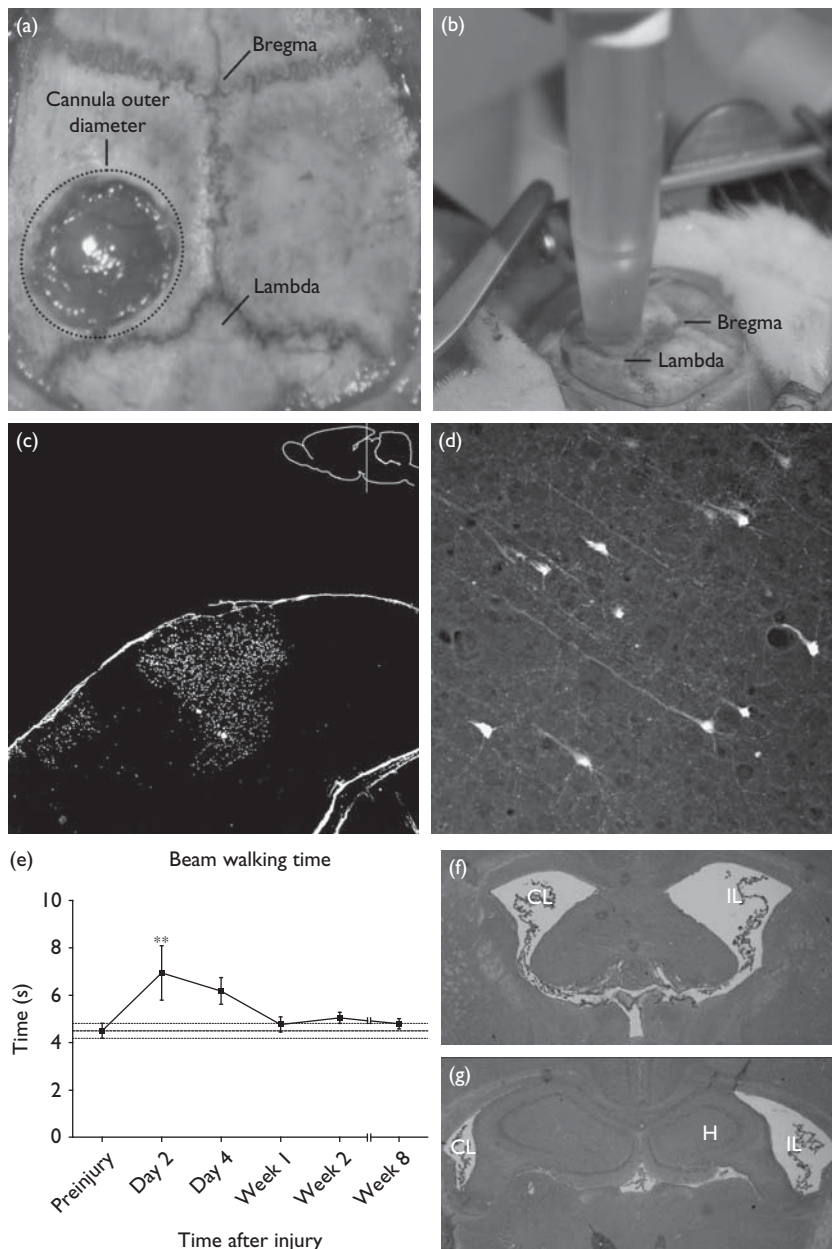 (a)
Bregma
Cannula outer
diameter
Lambda
(b)
Bregma
Lambda
(c)
(d)
(e)
Beam walking time
10
8
6
4
2
0
**
Time (s)
Preinjury
Day 2
Day 4
Week 1
Week 2
Week 8
Time after injury
(f)
CL
IL
(g)
CL
H
IL